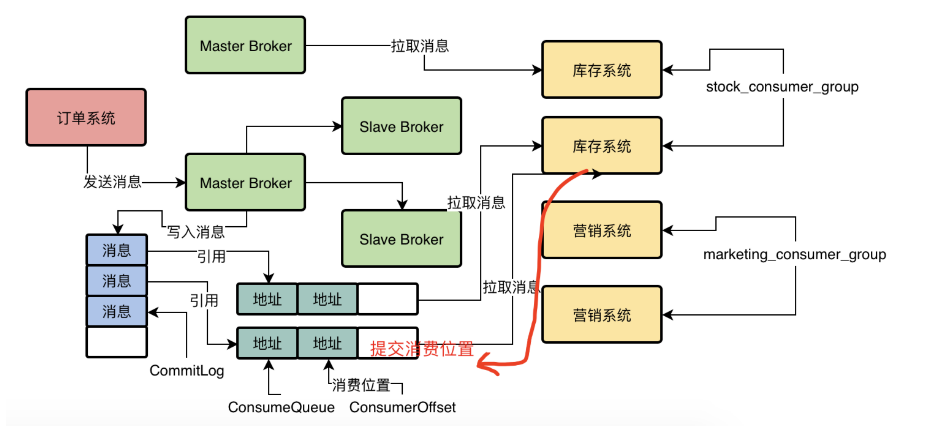 Master Broker
拉取消息
库存系统
stock_consumer_group
订单系统
Slave Broker
库存系统
发送消息
Master Broker
拉取消息
写入消息
Slave Broker
营销系统
marketing_consumer_group
消息
引用
拉取消息
消息
引用
地址
地址
消息
营销系统
地址
地址
提交消费位置
CommitLog
消费位置
ConsumeQueue
ConsumerOffset